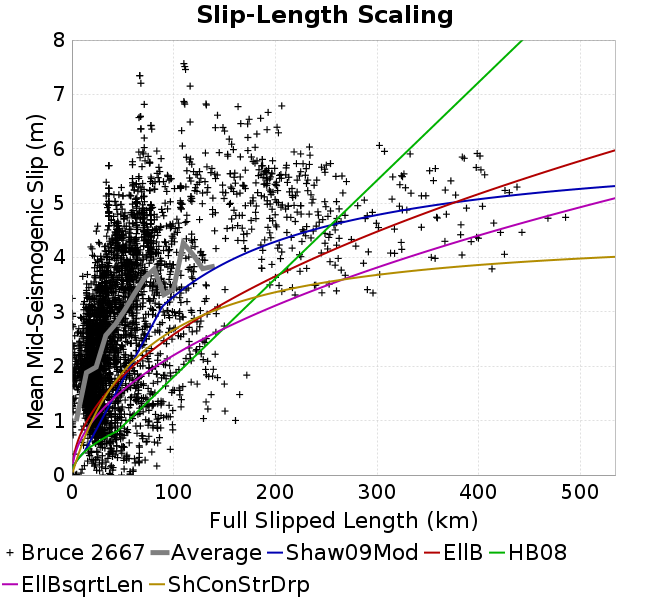 Slip-Length Scaling
Mean Mid-Seismogenic Slip (m)
8
7
6
5
4
3
2
1
0
0 100 200 300 400 500
Full Slipped Length (km)
Bruce 2667 Average Shaw09Mod EllB HB08
EllBsqrtLen ShConStrDrp